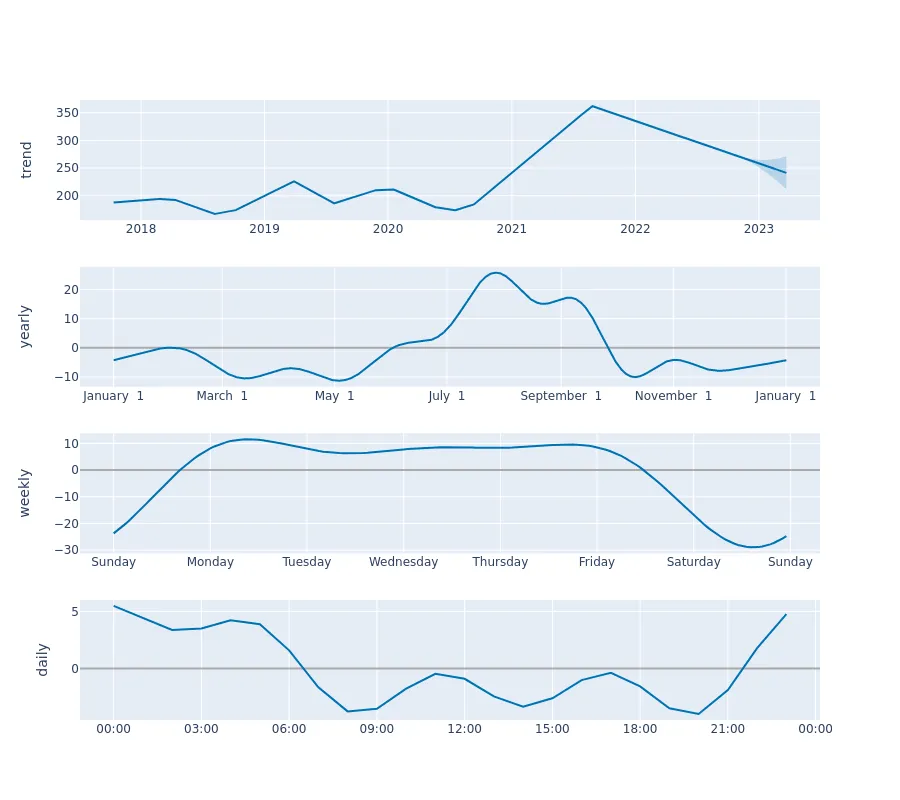 trend
350
300
250
200
2018 2019 2020 2021 2022 2023
yearly
20
10
0
−10
January 1 March 1 May 1 July 1 September 1 November 1 January 1
weekly
10
0
−10
−20
−30
Sunday Monday Tuesday Wednesday Thursday Friday Saturday Sunday
daily
5
0
00:00 03:00 06:00 09:00 12:00 15:00 18:00 21:00 00:00